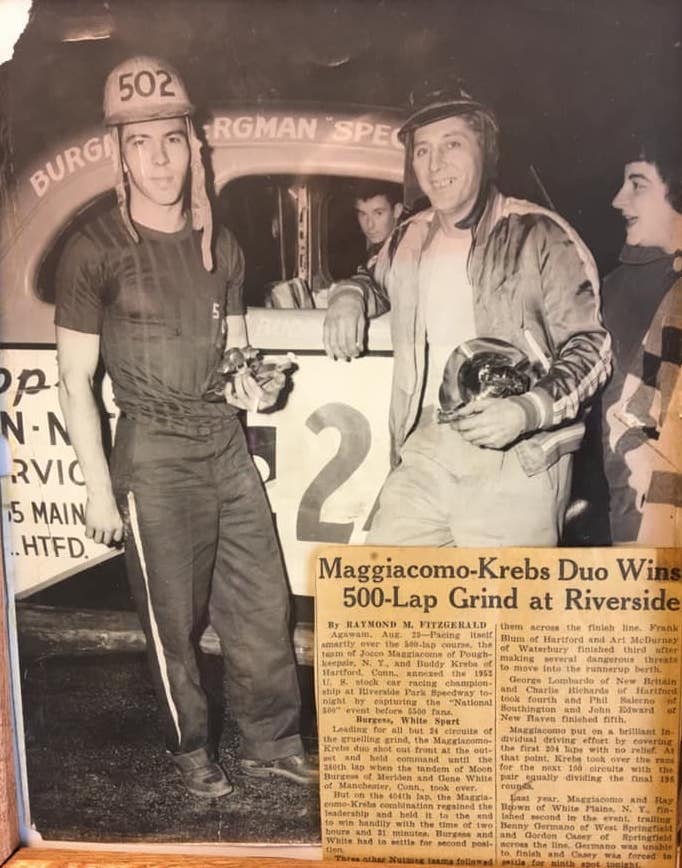 502
BURGM
ERGMAN "SPEC
5
op
N-N
RVIC
5 MAIN
.HTFD.
2
Maggiacomo-Krebs Duo Wins
500-Lap Grind at Riverside
By RAYMOND M. FITZGERALD
Agawam, Aug. 23—Pacing itself
smartly over the 500-lap course, the
team of Jocco Maggiacomo of Pough-
keepsie, N. Y., and Buddy Krebs of
Hartford, Conn., annexed the 1952
U. S. stock car racing champion-
ship at Riverside Park Speedway to-
night by capturing the "National
500" event before 5500 fans.
Burgess, White Spurt
Leading for all but 24 circuits of
the gruelling grind, the Maggiacomo-
Krebs duo shot out front at the out-
set and held command until the
380th lap when the tandem of Moon
Burgess of Meriden and Gene White
of Manchester, Conn., took over.
But on the 404th lap, the Maggia-
como-Krebs combination regained the
leadership and held it to the end
to win handily with the time of two
hours and 31 minutes. Burgess and
White had to settle for second posi-
tion.
Three other Nutmeg teams followed
them across the finish line. Frank
Blum of Hartford and Art McDurney
of Waterbury finished third after
making several dangerous threats
to move into the runnerup berth.
George Lombardo of New Britain
and Charlie Richards of Hartford
took fourth and Phil Salerno of
Southington and John Edward of
New Haven finished fifth.
Maggiacomo put on a brilliant in-
dividual driving effort by covering
the first 204 laps with no relief. At
that point, Krebs took over the race
for the next 100 circuits with the
pair equally dividing the final 196
rounds.
Last year, Maggiacomo and Ray
Brown of White Plains, N. Y., fin-
ished second in the event, trailing
Benny Germano of West Springfield
and Gordon Casey of Springfield
across the line. Germano was unable
to finish and Casey was forced to
settle for ninth spot tonight.